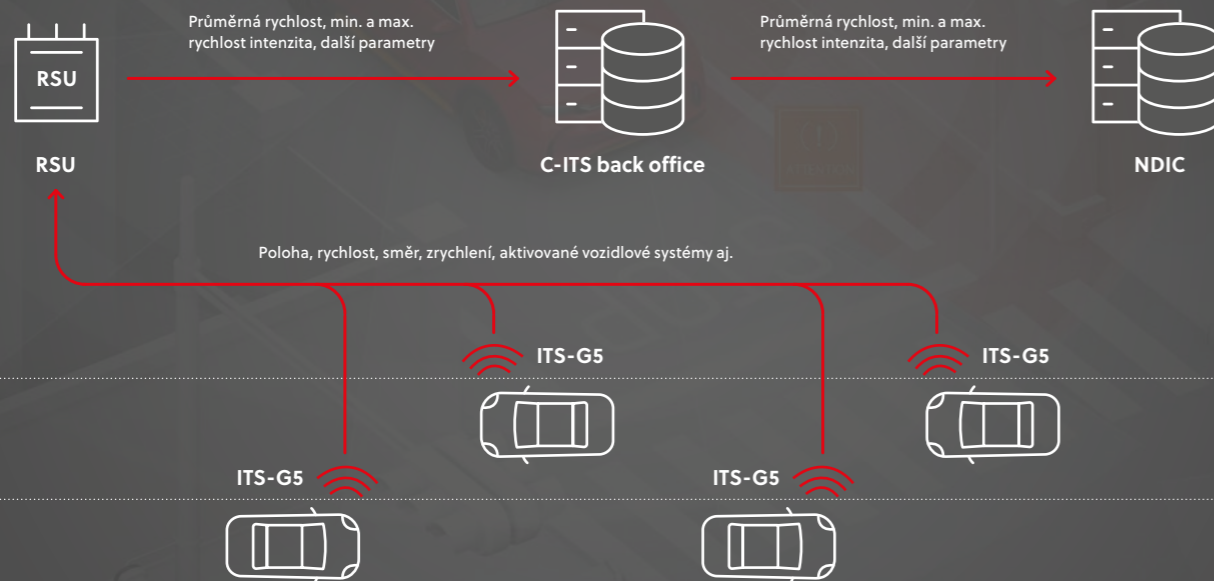 Průměrná rychlost, min. a max.
rychlost intenzita, další parametry
Průměrná rychlost, min. a max.
rychlost intenzita, další parametry
RSU
RSU
C-ITS back office
NDIC
Poloha, rychlost, směr, zrychlení, aktivované vozidlové systémy aj.
ITS-G5
ITS-G5
ITS-G5
ITS-G5